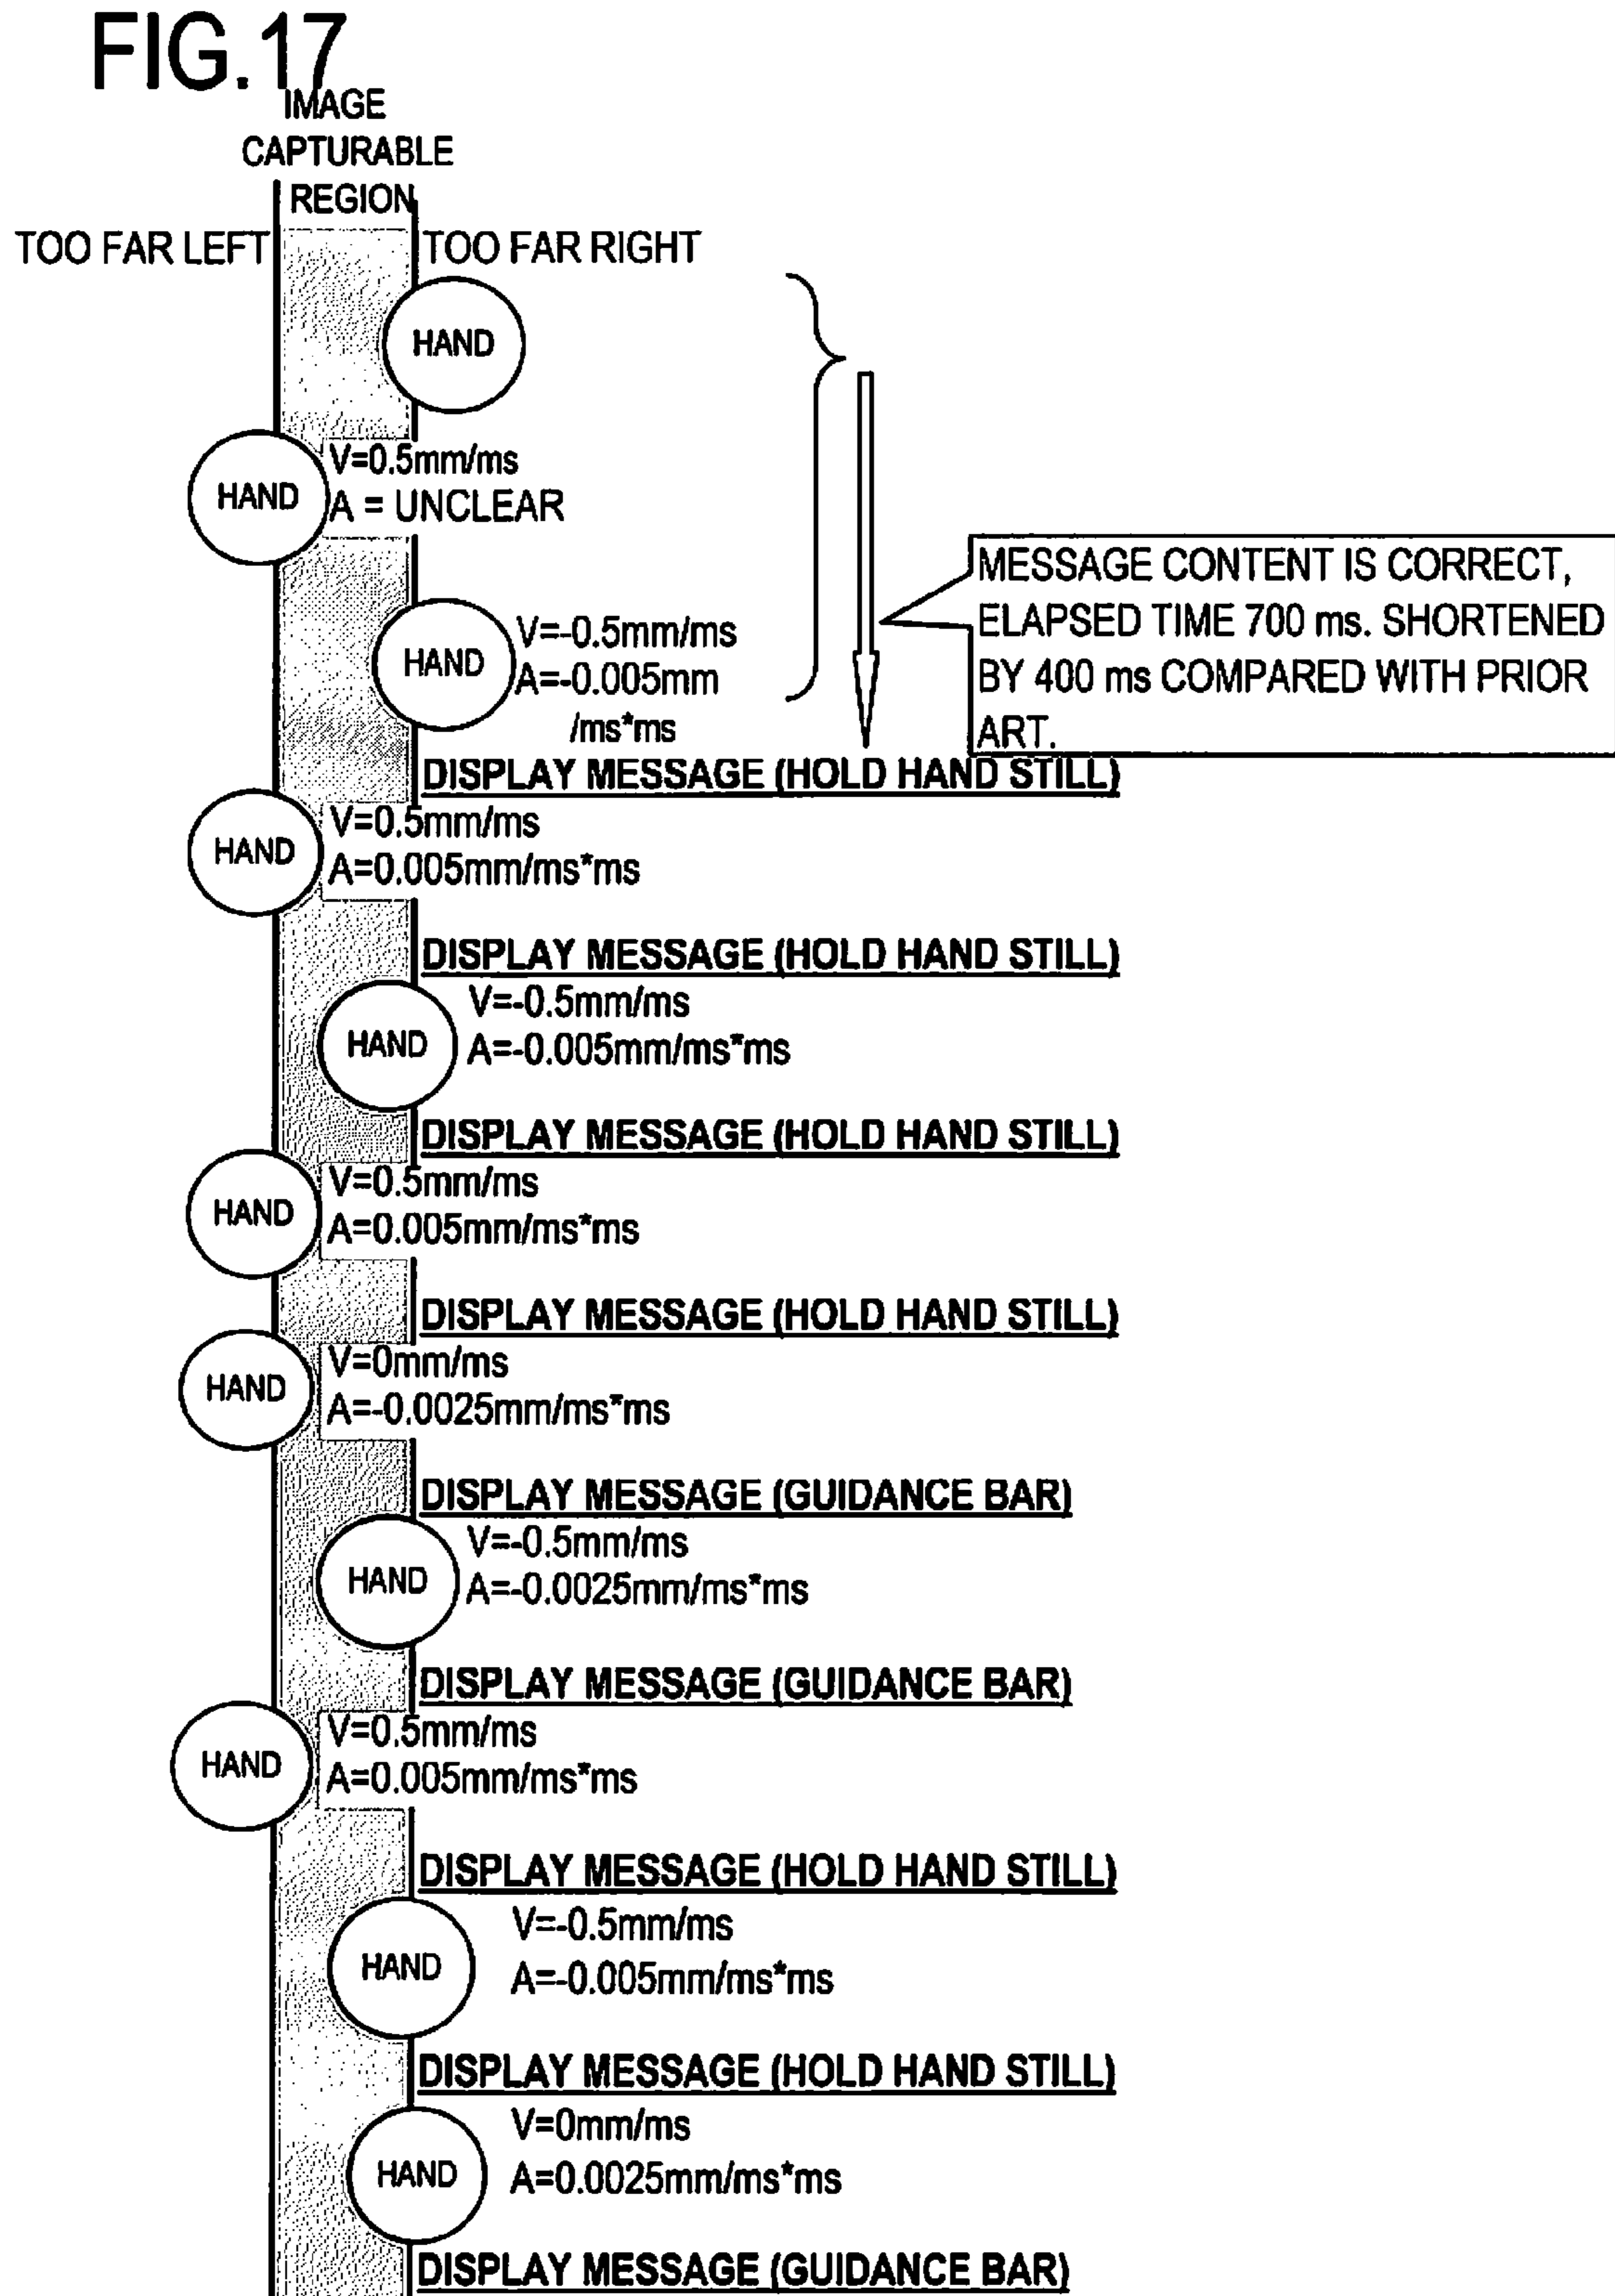 FIG.17
IMAGE
CAPTURABLE
REGION
TOO FAR LEFT
TOO FAR RIGHT
HAND
HAND
V=0.5mm/ms
A = UNCLEAR
HAND
V=-0.5mm/ms
A=-0.005mm
/ms*ms
MESSAGE CONTENT IS CORRECT,
ELAPSED TIME 700 ms. SHORTENED
BY 400 ms COMPARED WITH PRIOR
ART.
DISPLAY MESSAGE (HOLD HAND STILL)
HAND
V=0.5mm/ms
A=0.005mm/ms*ms
DISPLAY MESSAGE (HOLD HAND STILL)
HAND
V=-0.5mm/ms
A=-0.005mm/ms*ms
DISPLAY MESSAGE (HOLD HAND STILL)
HAND
V=0.5mm/ms
A=0.005mm/ms*ms
DISPLAY MESSAGE (HOLD HAND STILL)
HAND
V=0mm/ms
A=-0.0025mm/ms*ms
DISPLAY MESSAGE (GUIDANCE BAR)
HAND
V=-0.5mm/ms
A=-0.0025mm/ms*ms
DISPLAY MESSAGE (GUIDANCE BAR)
HAND
V=0.5mm/ms
A=0.005mm/ms*ms
DISPLAY MESSAGE (HOLD HAND STILL)
HAND
V=-0.5mm/ms
A=-0.005mm/ms*ms
DISPLAY MESSAGE (HOLD HAND STILL)
HAND
V=0mm/ms
A=0.0025mm/ms*ms
DISPLAY MESSAGE (GUIDANCE BAR)